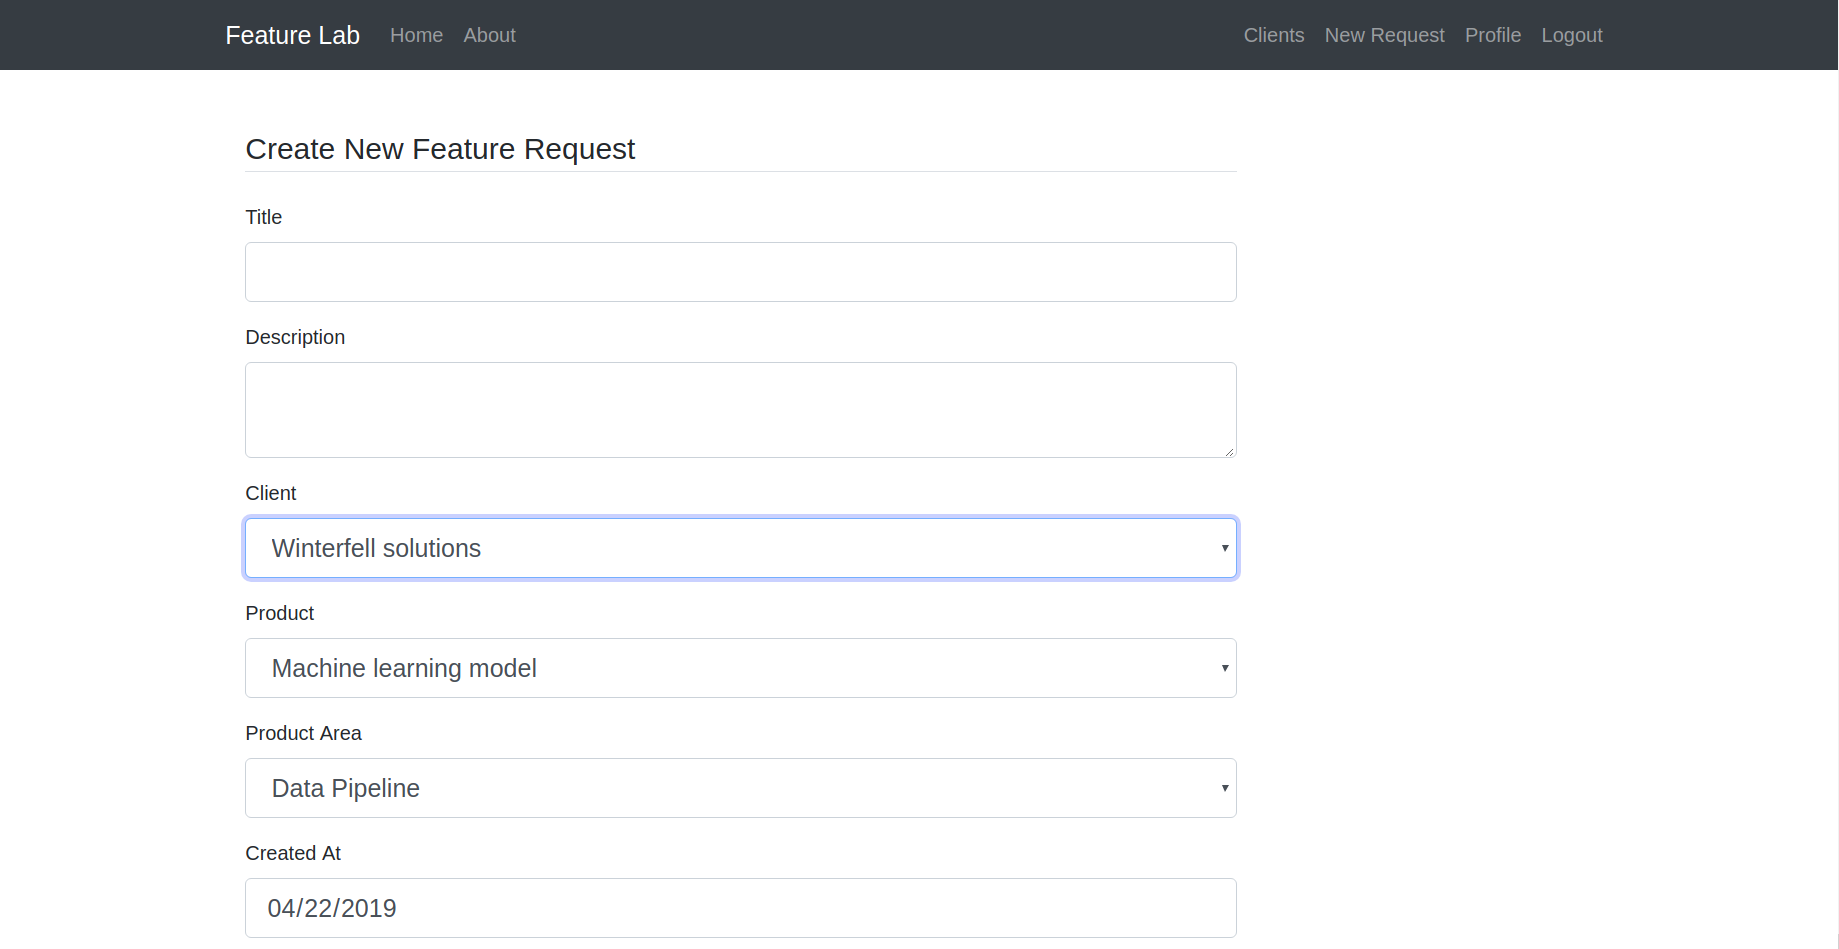 Feature Lab Home About Clients New Request Profile Logout
Create New Feature Request
Title
Description
Client
Winterfell solutions
Product
Machine learning model
Product Area
Data Pipeline
Created At
04/22/2019